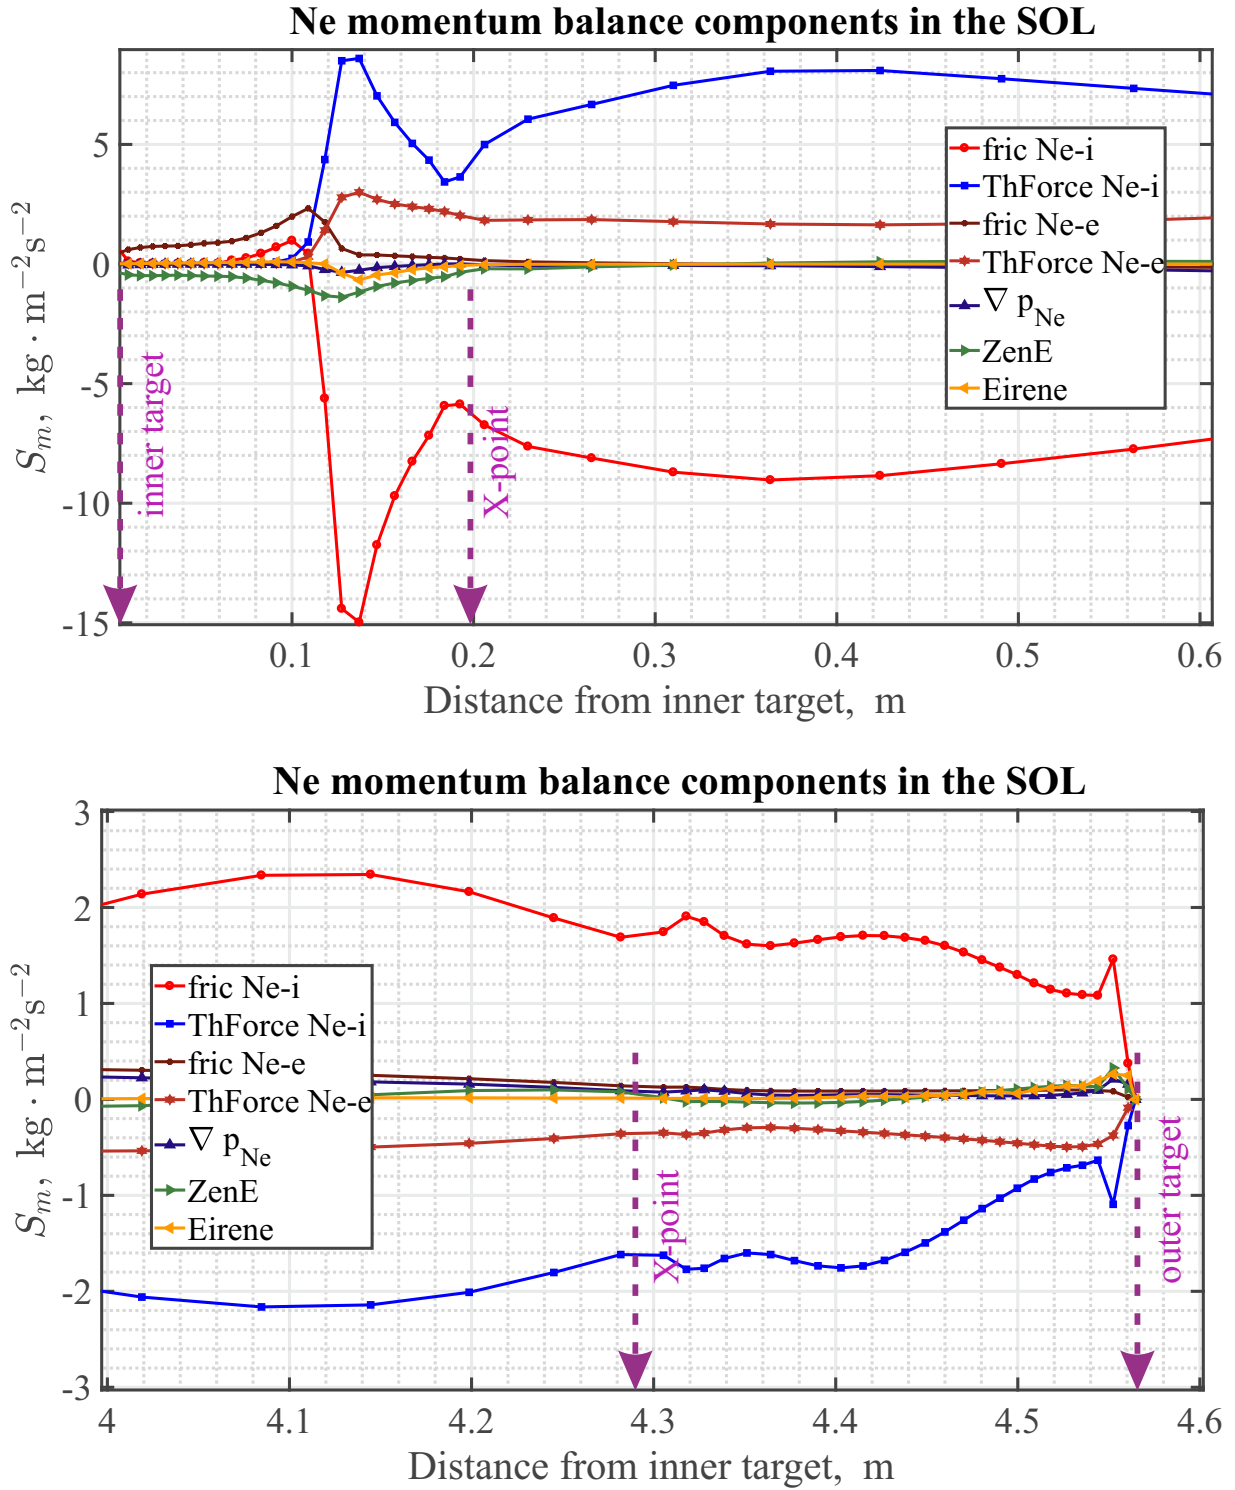 Ne momentum balance components in the SOL
5
0
-5
-10
-15
S_m, kg · m⁻²s⁻²
inner target
X-point
fric Ne-i
ThForce Ne-i
fric Ne-e
ThForce Ne-e
∇ p_Ne
ZenE
Eirene
0.1 0.2 0.3 0.4 0.5 0.6
Distance from inner target, m
Ne momentum balance components in the SOL
3
2
1
0
-1
-2
-3
S_m, kg · m⁻²s⁻²
fric Ne-i
ThForce Ne-i
fric Ne-e
ThForce Ne-e
∇ p_Ne
ZenE
Eirene
X-point
outer target
4 4.1 4.2 4.3 4.4 4.5 4.6
Distance from inner target, m